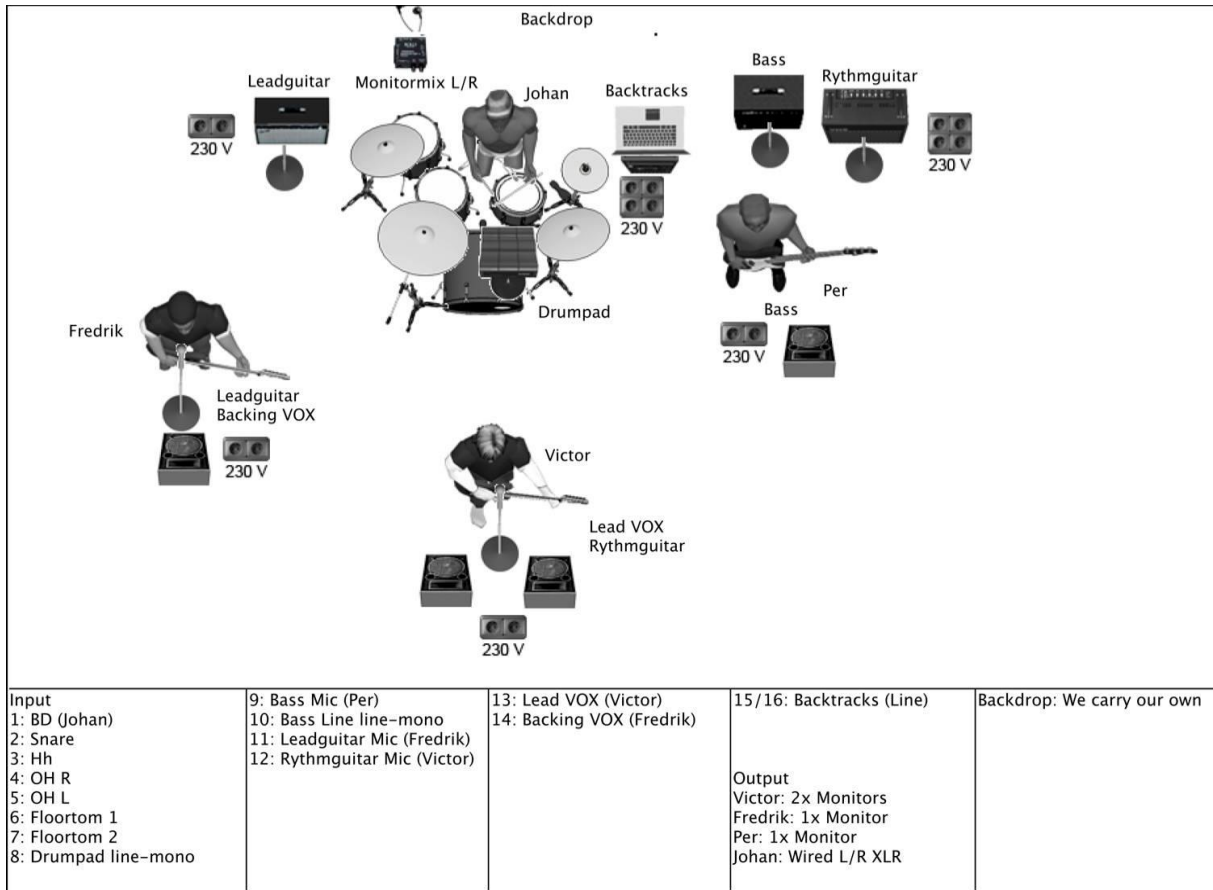 Backdrop
Leadguitar
Monitormix L/R
Johan
Backtracks
Bass
Rythmguitar
230 V
230 V
230 V
Drumpad
Per
Bass
230 V
Fredrik
Leadguitar
Backing VOX
230 V
Victor
Lead VOX
Rythmguitar
230 V
Input
1: BD (Johan)
2: Snare
3: Hh
4: OH R
5: OH L
6: Floortom 1
7: Floortom 2
8: Drumpad line-mono
9: Bass Mic (Per)
10: Bass Line line-mono
11: Leadguitar Mic (Fredrik)
12: Rythmguitar Mic (Victor)
13: Lead VOX (Victor)
14: Backing VOX (Fredrik)
15/16: Backtracks (Line)
Output
Victor: 2x Monitors
Fredrik: 1x Monitor
Per: 1x Monitor
Johan: Wired L/R XLR
Backdrop: We carry our own